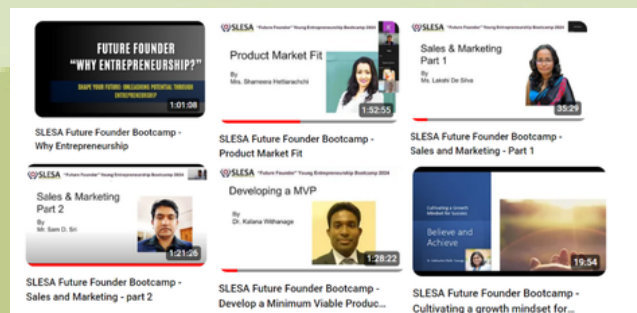 FUTURE FOUNDER
"WHY ENTREPRENEURSHIP?"
SHAPE YOUR FUTURE: UNLEASHING POTENTIAL THROUGH
ENTREPRENEURSHIP
1:01:08
SLESA Future Founder Bootcamp -
Why Entrepreneurship
SLESA "Future Founder" Young Entrepreneurship Bootcamp 2024
Product Market Fit
By
Mrs. Shameera Hettiarachchi
1:52:55
SLESA Future Founder Bootcamp -
Product Market Fit
SLESA "Future Founder" Young Entrepreneurship Bootcamp 2024
Sales & Marketing
Part 1
By
Ms. Lakshi De Silva
35:29
SLESA Future Founder Bootcamp -
Sales and Marketing - Part 1
SLESA "Future Founder" Young Entrepreneurship Bootcamp 2024
Sales & Marketing
Part 2
By
Mr. Sam D. Sri
1:21:26
SLESA Future Founder Bootcamp -
Sales and Marketing - part 2
SLESA "Future Founder" Young Entrepreneurship Bootcamp 2024
Developing a MVP
By
Dr. Kalana Withanage
1:28:22
SLESA Future Founder Bootcamp -
Develop a Minimum Viable Produc...
Cultivating a Growth
Mindset for Success
Believe and
Achieve
19:54
SLESA Future Founder Bootcamp -
Cultivating a growth mindset for...